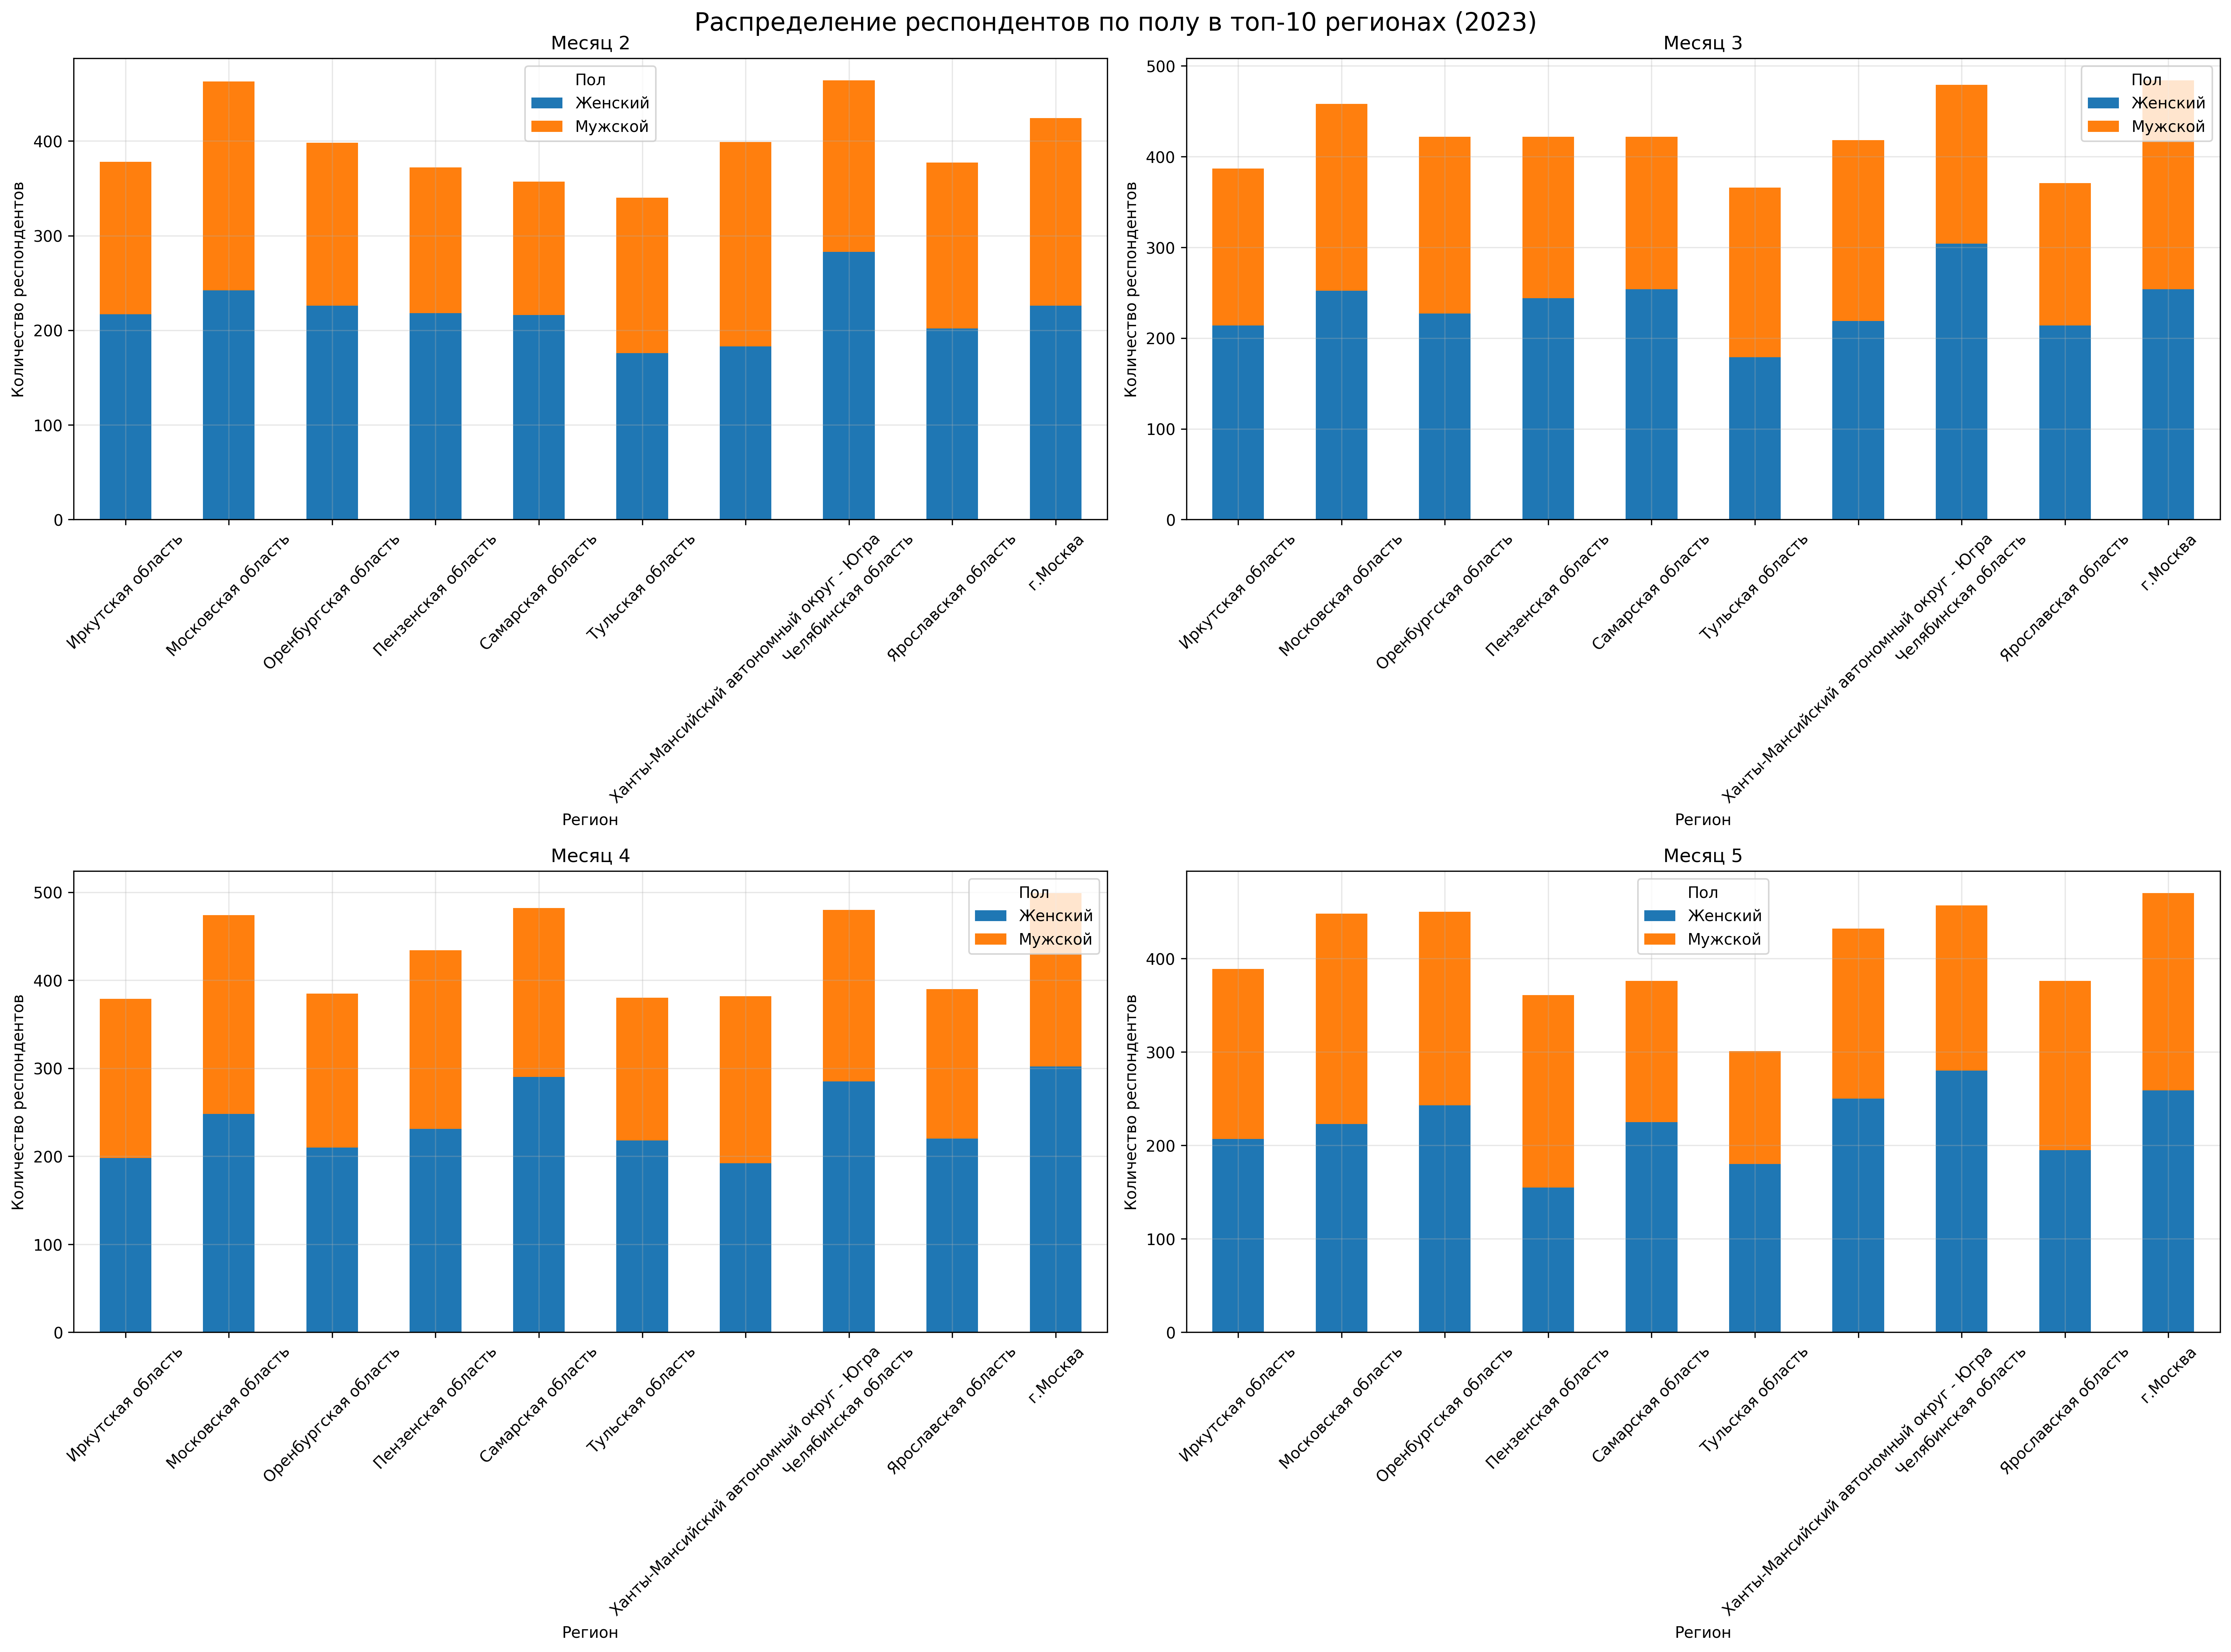 Распределение респондентов по полу в топ-10 регионах (2023)
Месяц 2
Количество респондентов
400
300
200
100
0
Пол
Женский
Мужской
Иркутская область
Московская область
Оренбургская область
Пензенская область
Самарская область
Тульская область
Ханты-Мансийский автономный округ - Югра
Челябинская область
Ярославская область
г.Москва
Регион
Месяц 3
Количество респондентов
500
400
300
200
100
0
Пол
Женский
Мужской
Иркутская область
Московская область
Оренбургская область
Пензенская область
Самарская область
Тульская область
Ханты-Мансийский автономный округ - Югра
Челябинская область
Ярославская область
г.Москва
Регион
Месяц 4
Количество респондентов
500
400
300
200
100
0
Пол
Женский
Мужской
Иркутская область
Московская область
Оренбургская область
Пензенская область
Самарская область
Тульская область
Ханты-Мансийский автономный округ - Югра
Челябинская область
Ярославская область
г.Москва
Регион
Месяц 5
Количество респондентов
400
300
200
100
0
Пол
Женский
Мужской
Иркутская область
Московская область
Оренбургская область
Пензенская область
Самарская область
Тульская область
Ханты-Мансийский автономный округ - Югра
Челябинская область
Ярославская область
г.Москва
Регион